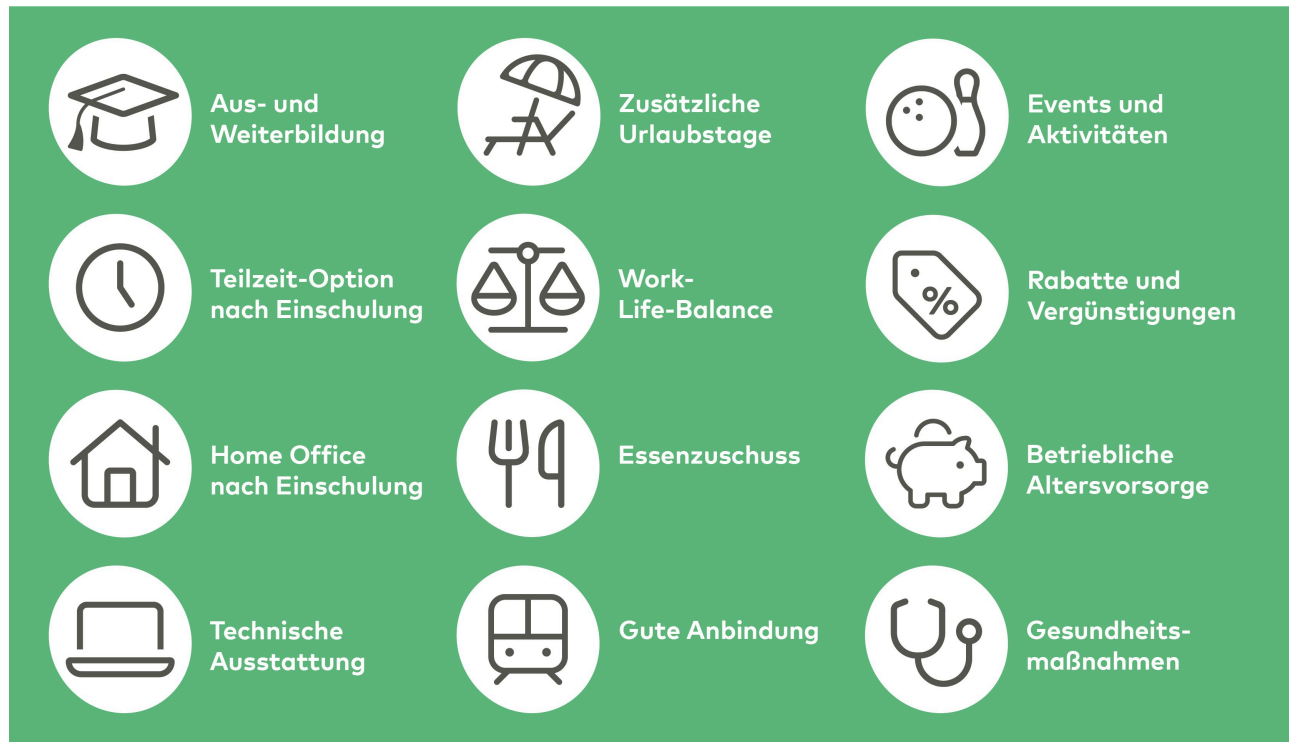 Aus- und
Weiterbildung
Zusätzliche
Urlaubstage
Events und
Aktivitäten
Teilzeit-Option
nach Einschulung
Work-
Life-Balance
%
Rabatte und
Vergünstigungen
Home Office
nach Einschulung
Essenzuschuss
Betriebliche
Altersvorsorge
Technische
Ausstattung
Gute Anbindung
Gesundheits-
maßnahmen